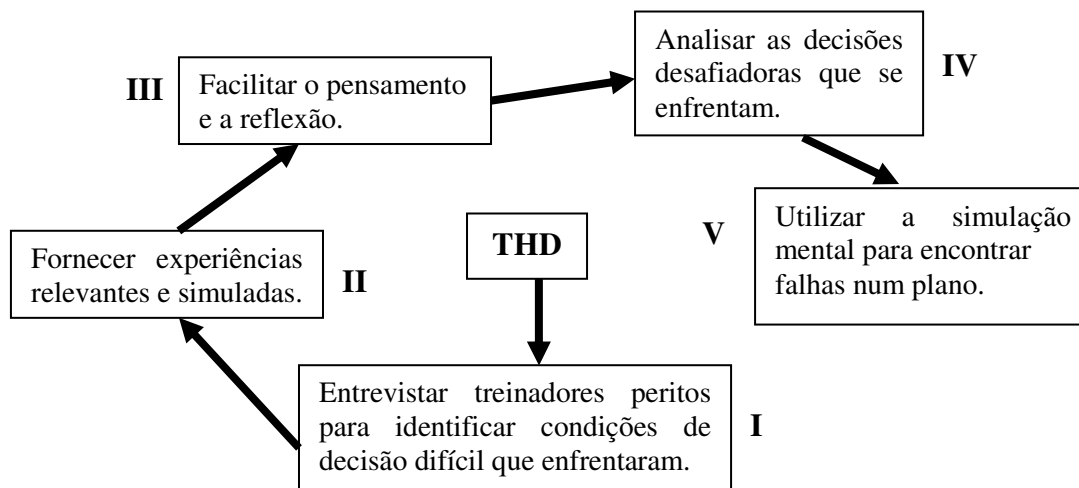 THD
I
Entrevistar treinadores peritos
para identificar condições de
decisão difícil que enfrentaram.
II
Fornecer experiências
relevantes e simuladas.
III
Facilitar o pensamento
e a reflexão.
IV
Analisar as decisões
desafiadoras que se
enfrentam.
V
Utilizar a simulação
mental para encontrar
falhas num plano.